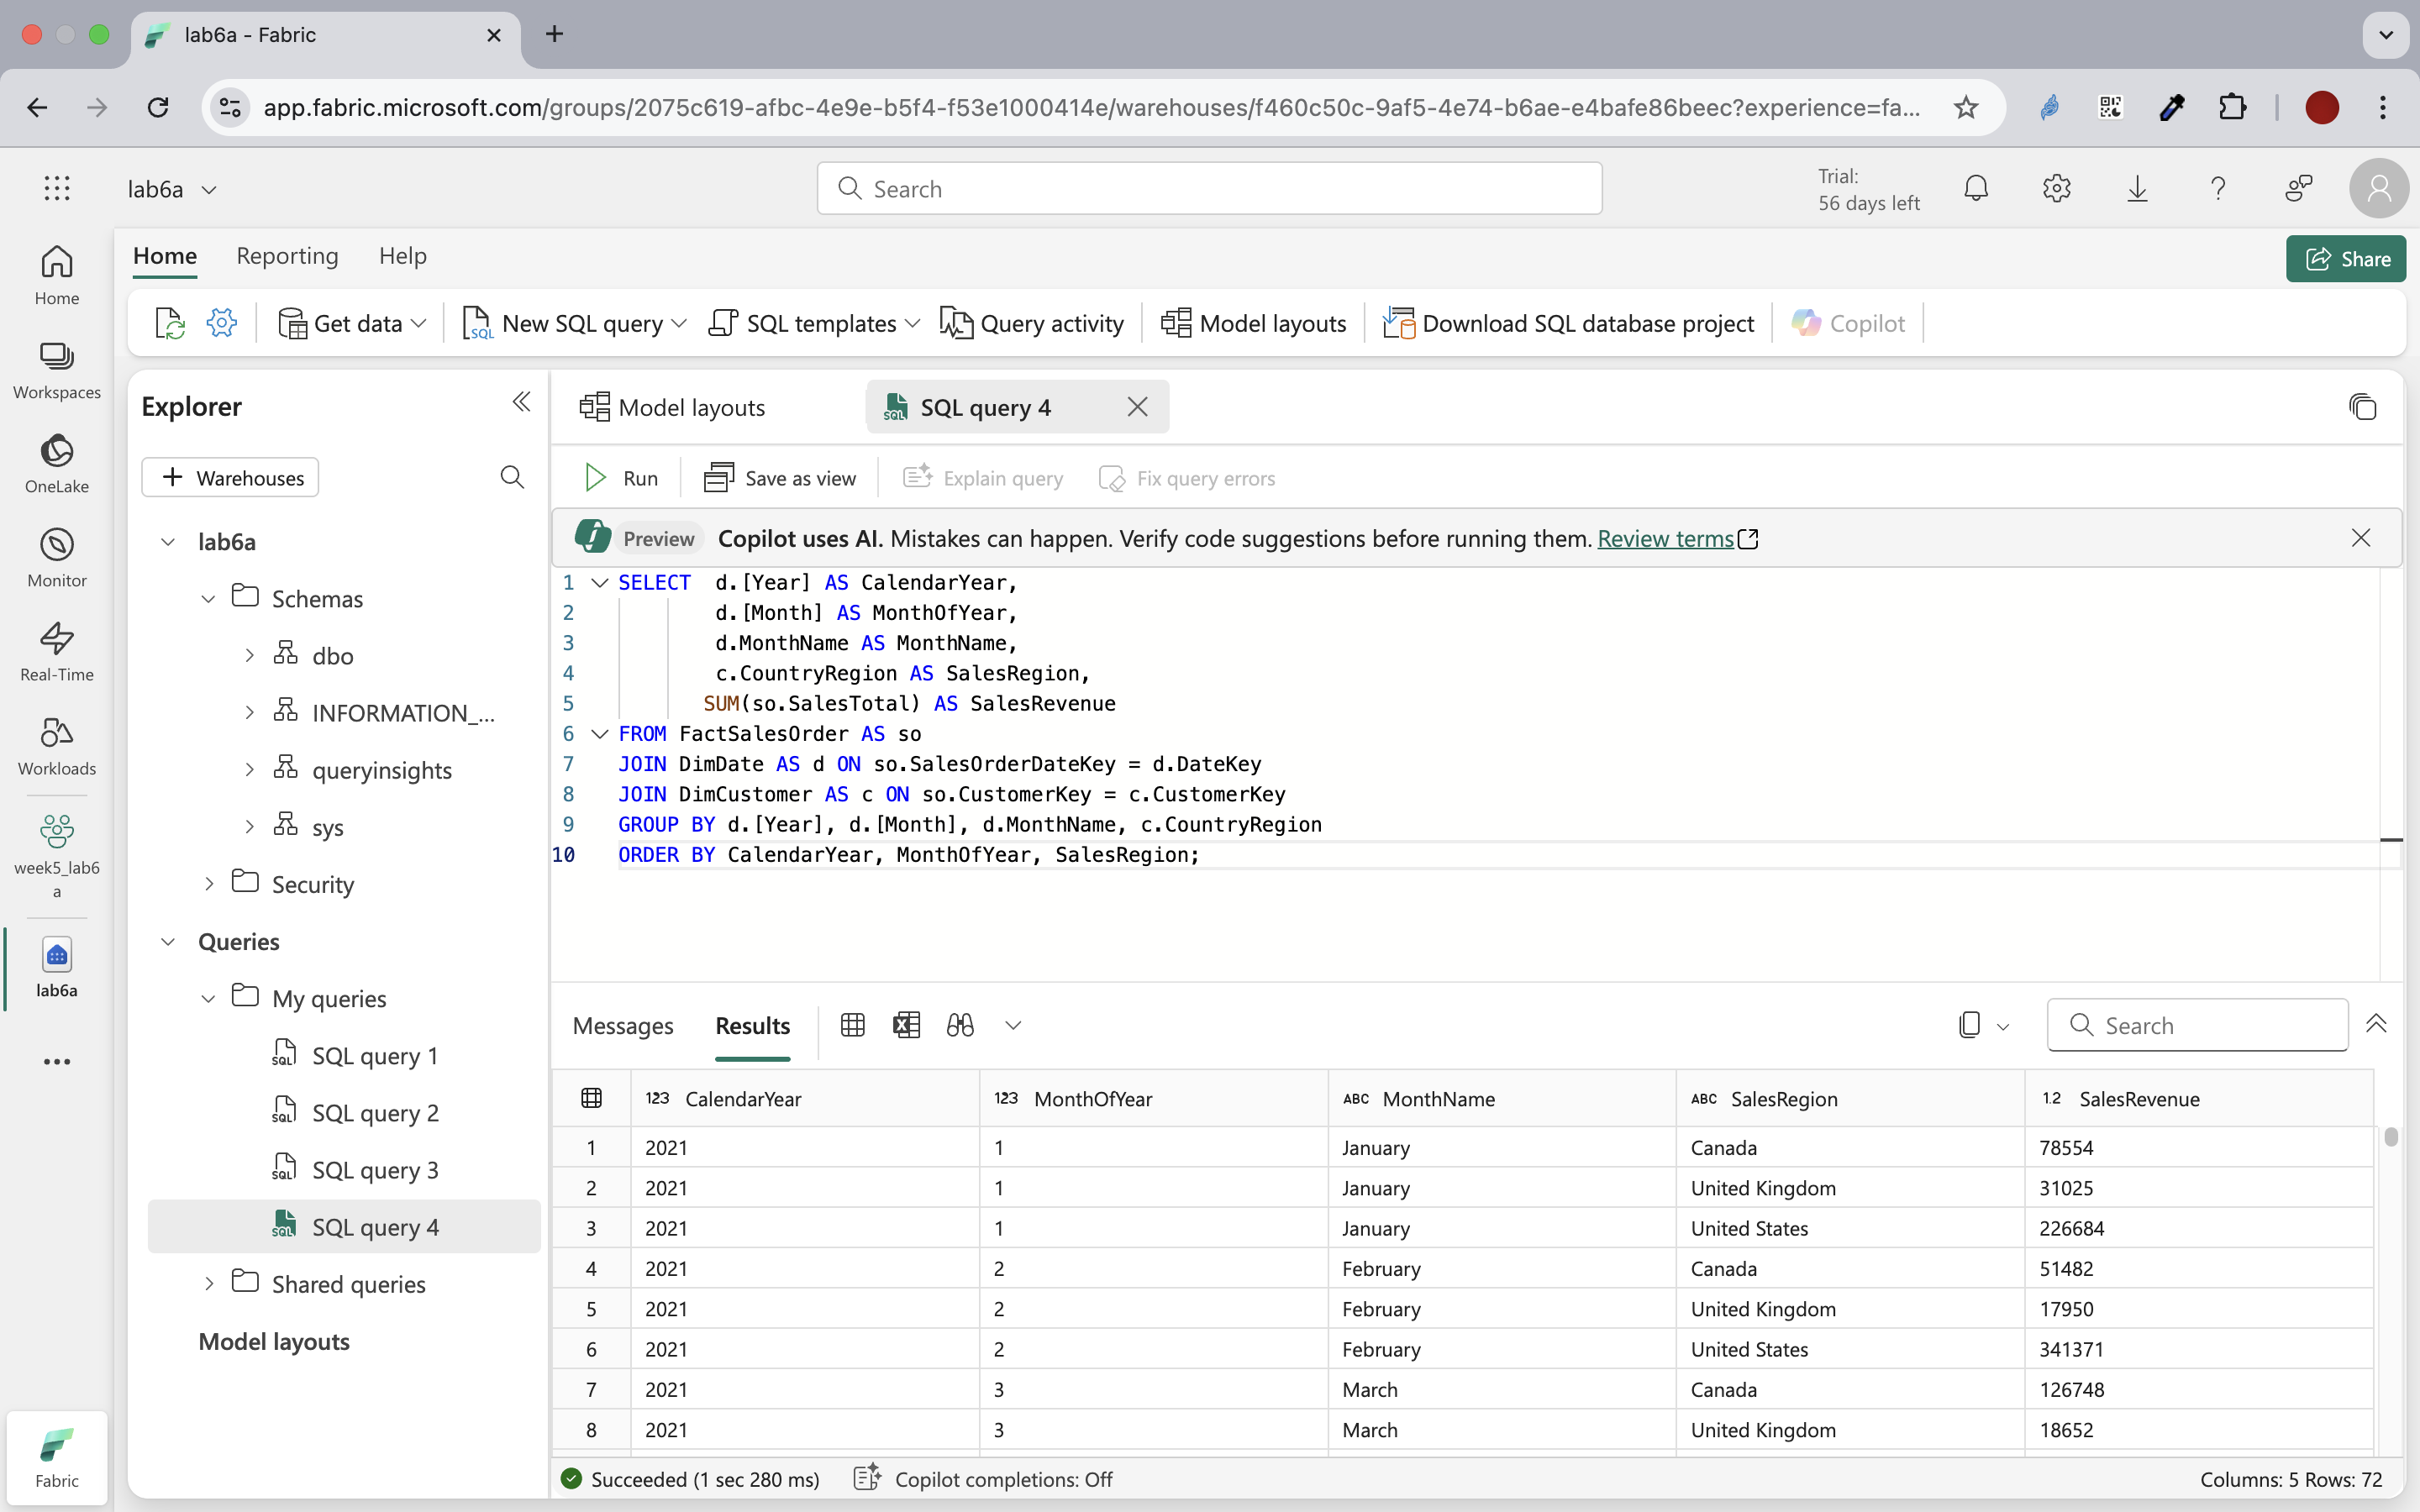 lab6a - Fabric
app.fabric.microsoft.com/groups/2075c619-afbc-4e9e-b5f4-f53e1000414e/warehouses/f460c50c-9af5-4e74-b6ae-e4bafe86beec?experience=fa...
lab6a
Search
Trial:
56 days left
Home
Reporting
Help
Share
Get data
New SQL query
SQL templates
Query activity
Model layouts
Download SQL database project
Copilot
Home
Workspaces
OneLake
Monitor
Real-Time
Workloads
week5_lab6
a
lab6a
Fabric
Explorer
Warehouses
lab6a
Schemas
dbo
INFORMATION_...
queryinsights
sys
Security
Queries
My queries
SQL query 1
SQL query 2
SQL query 3
SQL query 4
Shared queries
Model layouts
Model layouts
SQL query 4
Run
Save as view
Explain query
Fix query errors
Preview Copilot uses AI. Mistakes can happen. Verify code suggestions before running them. Review terms
1 SELECT  d.[Year] AS CalendarYear,
2         d.[Month] AS MonthOfYear,
3         d.MonthName AS MonthName,
4         c.CountryRegion AS SalesRegion,
5        SUM(so.SalesTotal) AS SalesRevenue
6 FROM FactSalesOrder AS so
7 JOIN DimDate AS d ON so.SalesOrderDateKey = d.DateKey
8 JOIN DimCustomer AS c ON so.CustomerKey = c.CustomerKey
9 GROUP BY d.[Year], d.[Month], d.MonthName, c.CountryRegion
10 ORDER BY CalendarYear, MonthOfYear, SalesRegion;
Messages
Results
Search
123 CalendarYear 123 MonthOfYear ABC MonthName ABC SalesRegion 1.2 SalesRevenue
1 2021 1 January Canada 78554
2 2021 1 January United Kingdom 31025
3 2021 1 January United States 226684
4 2021 2 February Canada 51482
5 2021 2 February United Kingdom 17950
6 2021 2 February United States 341371
7 2021 3 March Canada 126748
8 2021 3 March United Kingdom 18652
Succeeded (1 sec 280 ms)
Copilot completions: Off
Columns: 5 Rows: 72